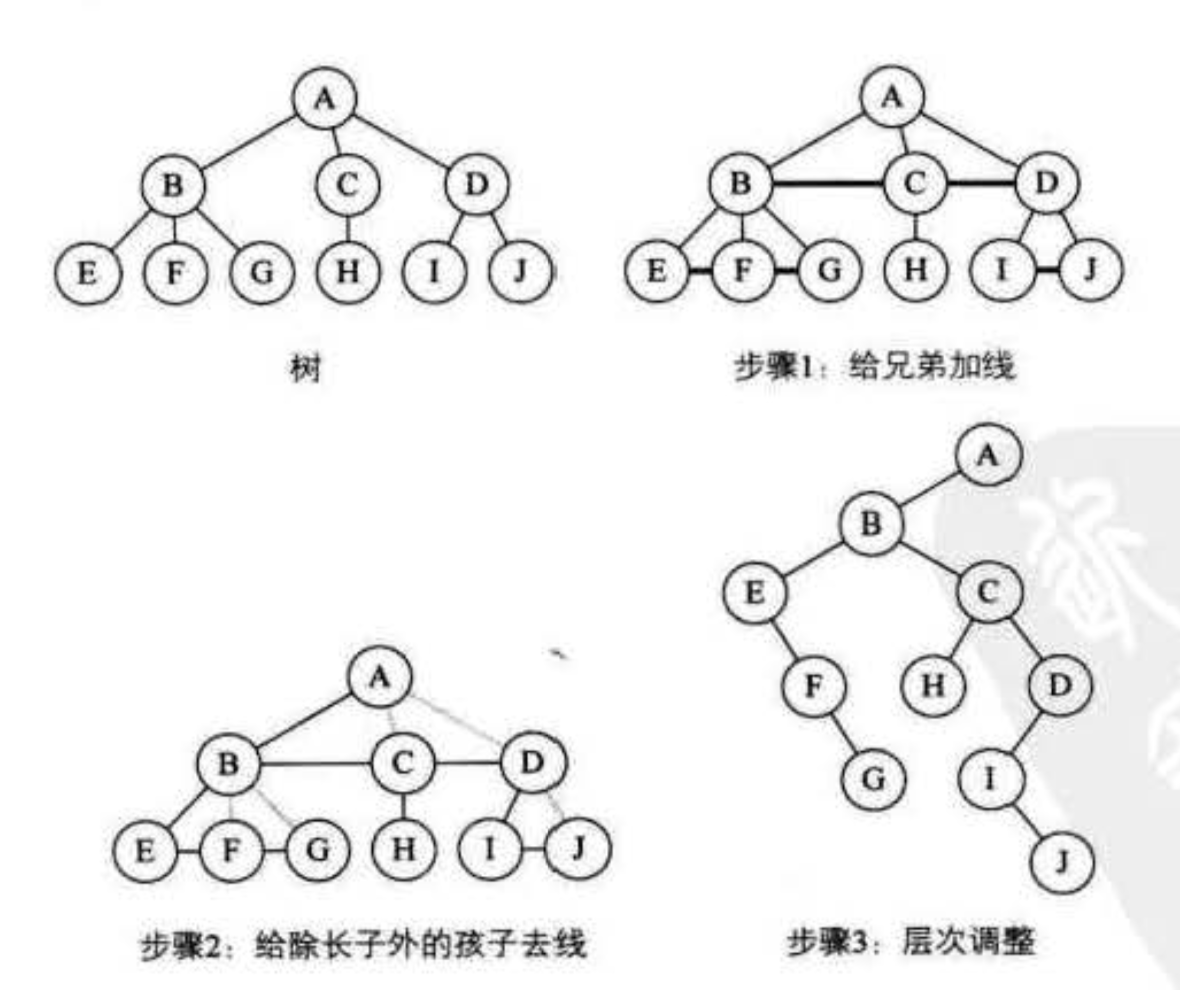 A
B C D
E F G H I J
树
A
B C D
E F G H I J
步骤1：给兄弟加线
A
B C D
E F G H I J
步骤2：给除长子外的孩子去线
A
B
E C
F H D
G I
J
步骤3：层次调整